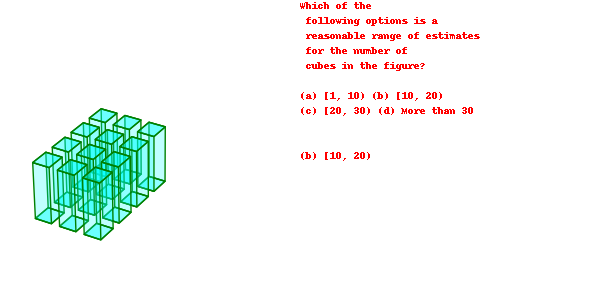 Which of the
following options is a
reasonable range of estimates
for the number of
cubes in the figure?
(a) [1, 10) (b) [10, 20)
(c) [20, 30) (d) More than 30
(b) [10, 20)